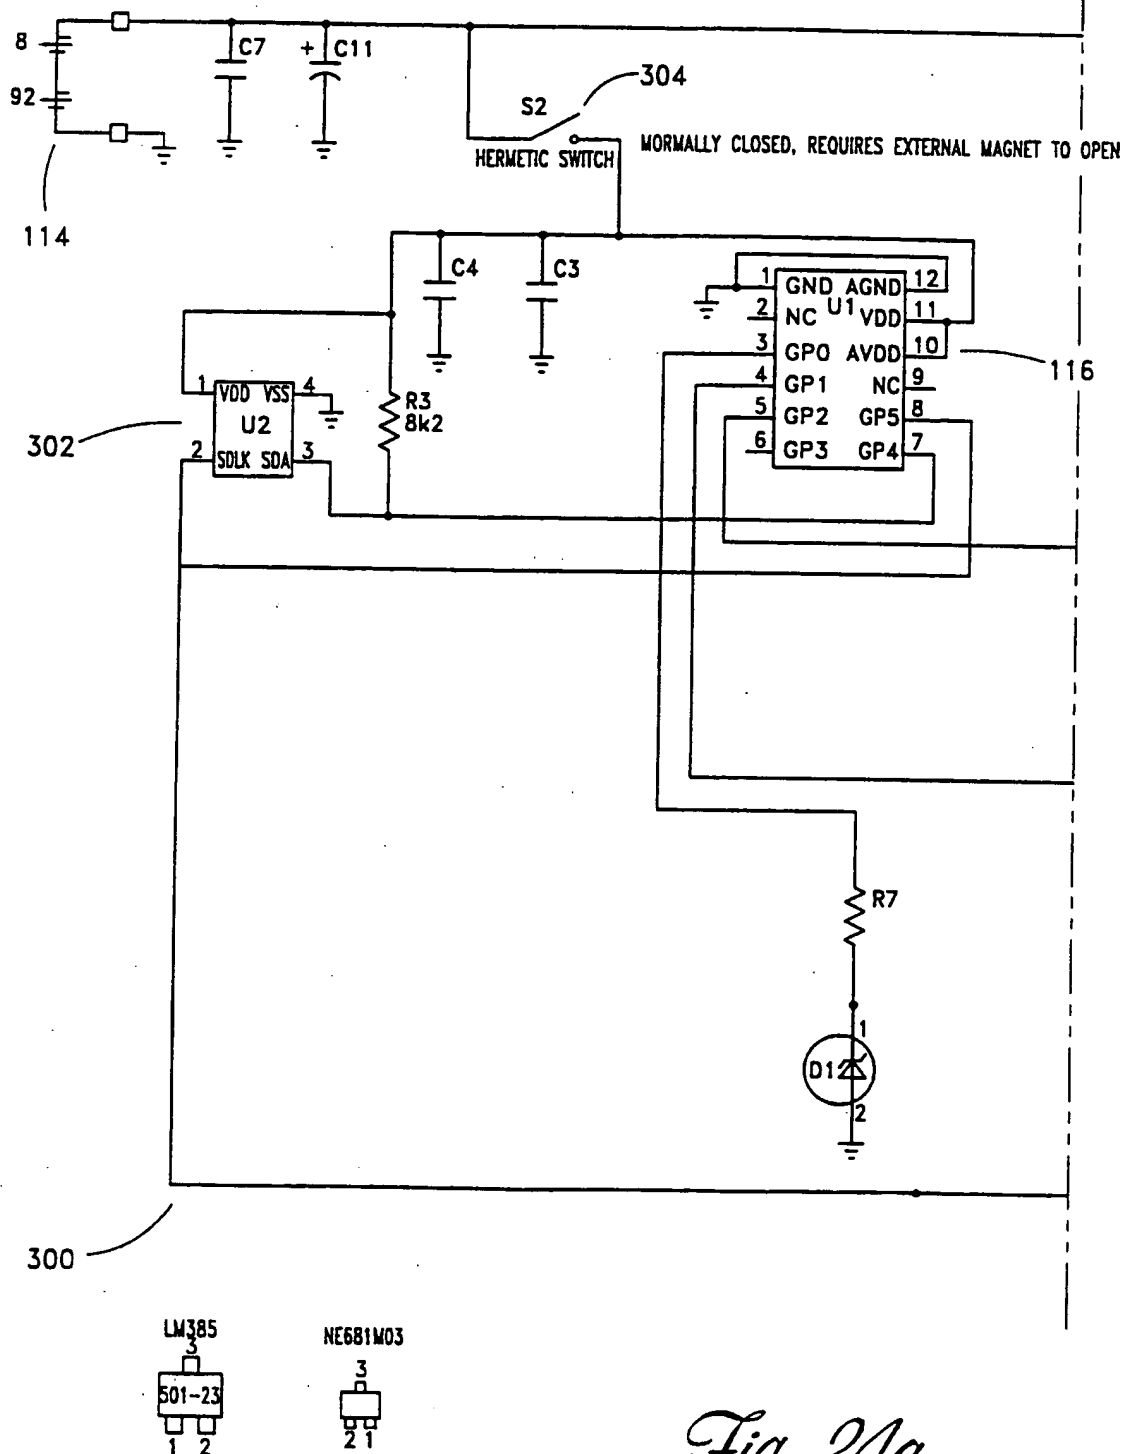 8
92
114
C7
+ C11
S2
304
HERMETIC SWITCH
MORMALLY CLOSED, REQUIRES EXTERNAL MAGNET TO OPEN
C4
C3
1 GND AGND 12
2 NC U1 VDD 11
3 GP0 AVDD 10
4 GP1 NC 9
5 GP2 GP5 8
6 GP3 GP4 7
116
1 VDD VSS 4
U2
2 SDLK SDA 3
302
R3
8k2
R7
1
D1
2
300
LM385
3
501-23
1 2
NE681M03
3
2 1
Fig. 21a